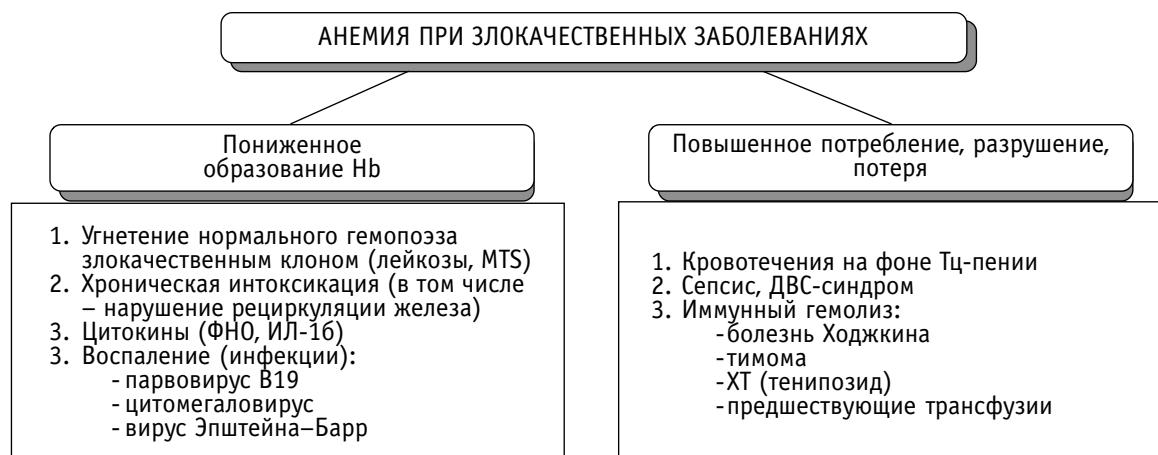 АНЕМИЯ ПРИ ЗЛОКАЧЕСТВЕННЫХ ЗАБОЛЕВАНИЯХ
Пониженное
образование Hb
1. Угнетение нормального гемопоэза
злокачественным клоном (лейкозы, MTS)
2. Хроническая интоксикация (в том числе
– нарушение рециркуляции железа)
3. Цитокины (ФНО, ИЛ-1б)
3. Воспаление (инфекции):
- парвовирус В19
- цитомегаловирус
- вирус Эпштейна–Барр
Повышенное потребление, разрушение,
потеря
1. Кровотечения на фоне Тц-пении
2. Сепсис, ДВС-синдром
3. Иммунный гемолиз:
-болезнь Ходжкина
-тимома
-ХТ (тенипозид)
-предшествующие трансфузии